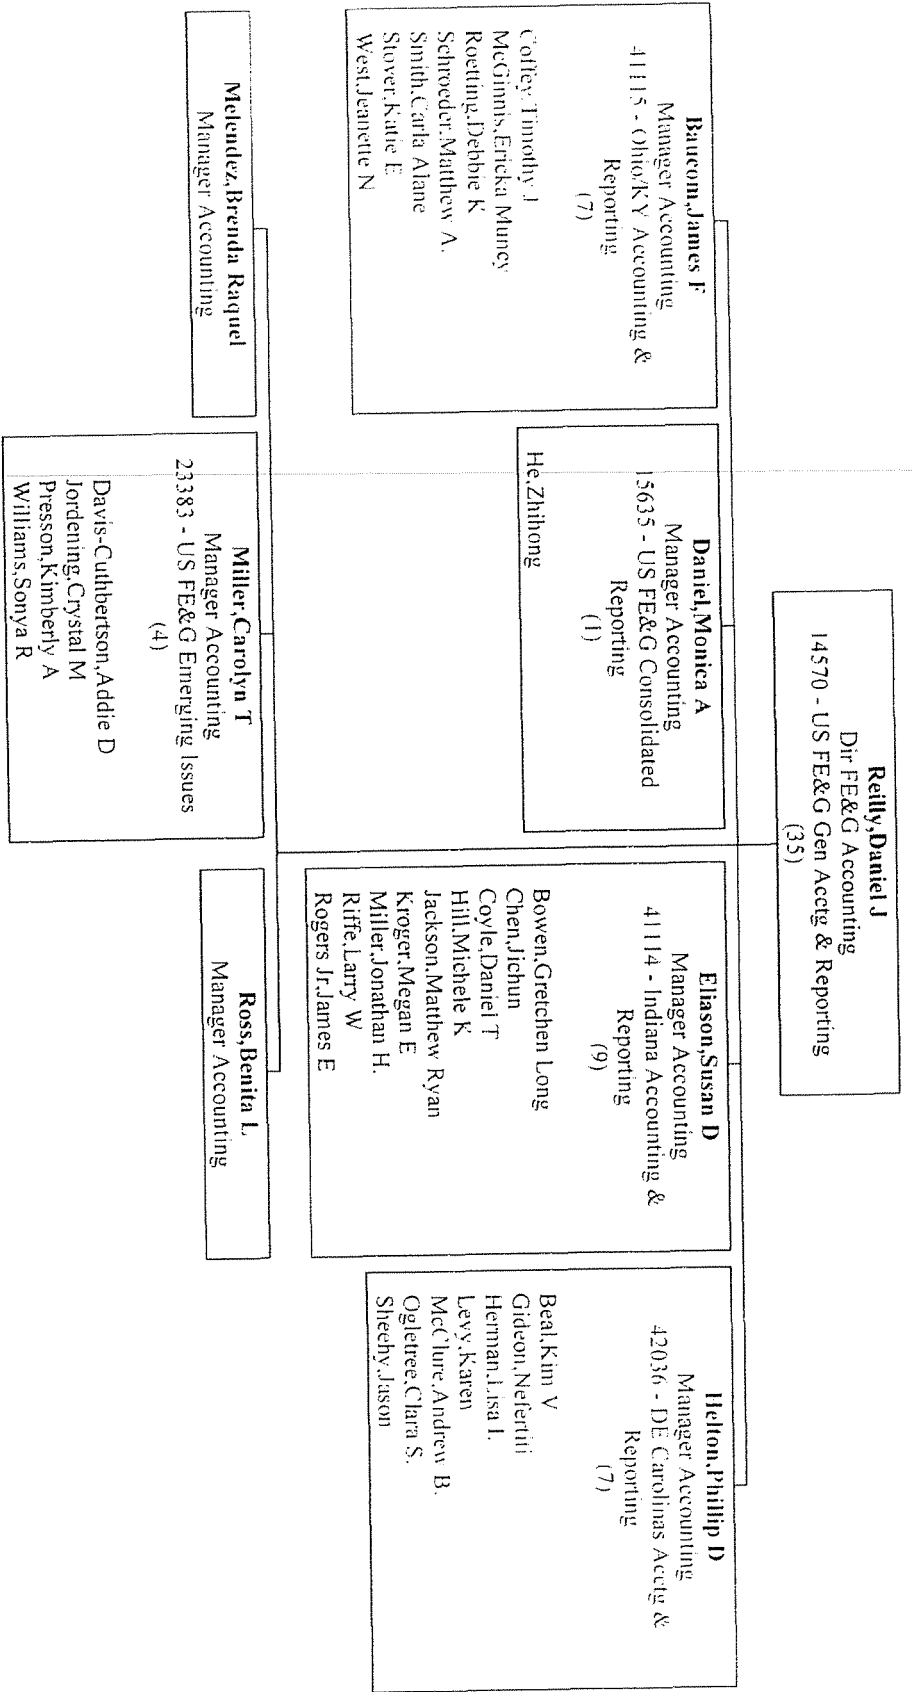 Reilly,Daniel J
Dir FE&G Accounting
14570 - US FE&G Gen Acctg & Reporting
(35)
Baucom,James F
Manager Accounting
41115 - Ohio/KY Accounting &
Reporting
(7)
Coffey,Timothy J
McGinnis,Ericka Muncy
Roetting,Debbie K
Schroeder,Matthew A.
Smith,Carla Alane
Stover,Katie E
West,Jeanette N
Daniel,Monica A
Manager Accounting
15635 - US FE&G Consolidated
Reporting
(1)
He,Zhihong
Eliason,Susan D
Manager Accounting
41114 - Indiana Accounting &
Reporting
(9)
Bowen,Gretchen Long
Chen,Jichun
Coyle,Daniel T
Hill,Michele K
Jackson,Matthew Ryan
Kroger,Megan E
Miller,Jonathan H.
Riffe,Larry W
Rogers Jr,James E
Helton,Phillip D
Manager Accounting
42036 - DE Carolinas Acctg &
Reporting
(7)
Beal,Kim V
Gideon,Nefertiti
Herman,Lisa L
Levy,Karen
McClure,Andrew B.
Ogletree,Clara S.
Sheehy,Jason
Melendez,Brenda Raquel
Manager Accounting
Miller,Carolyn T
Manager Accounting
23383 - US FE&G Emerging Issues
(4)
Davis-Cuthbertson,Addie D
Jordening,Crystal M
Presson,Kimberly A
Williams,Sonya R
Ross,Benita L
Manager Accounting